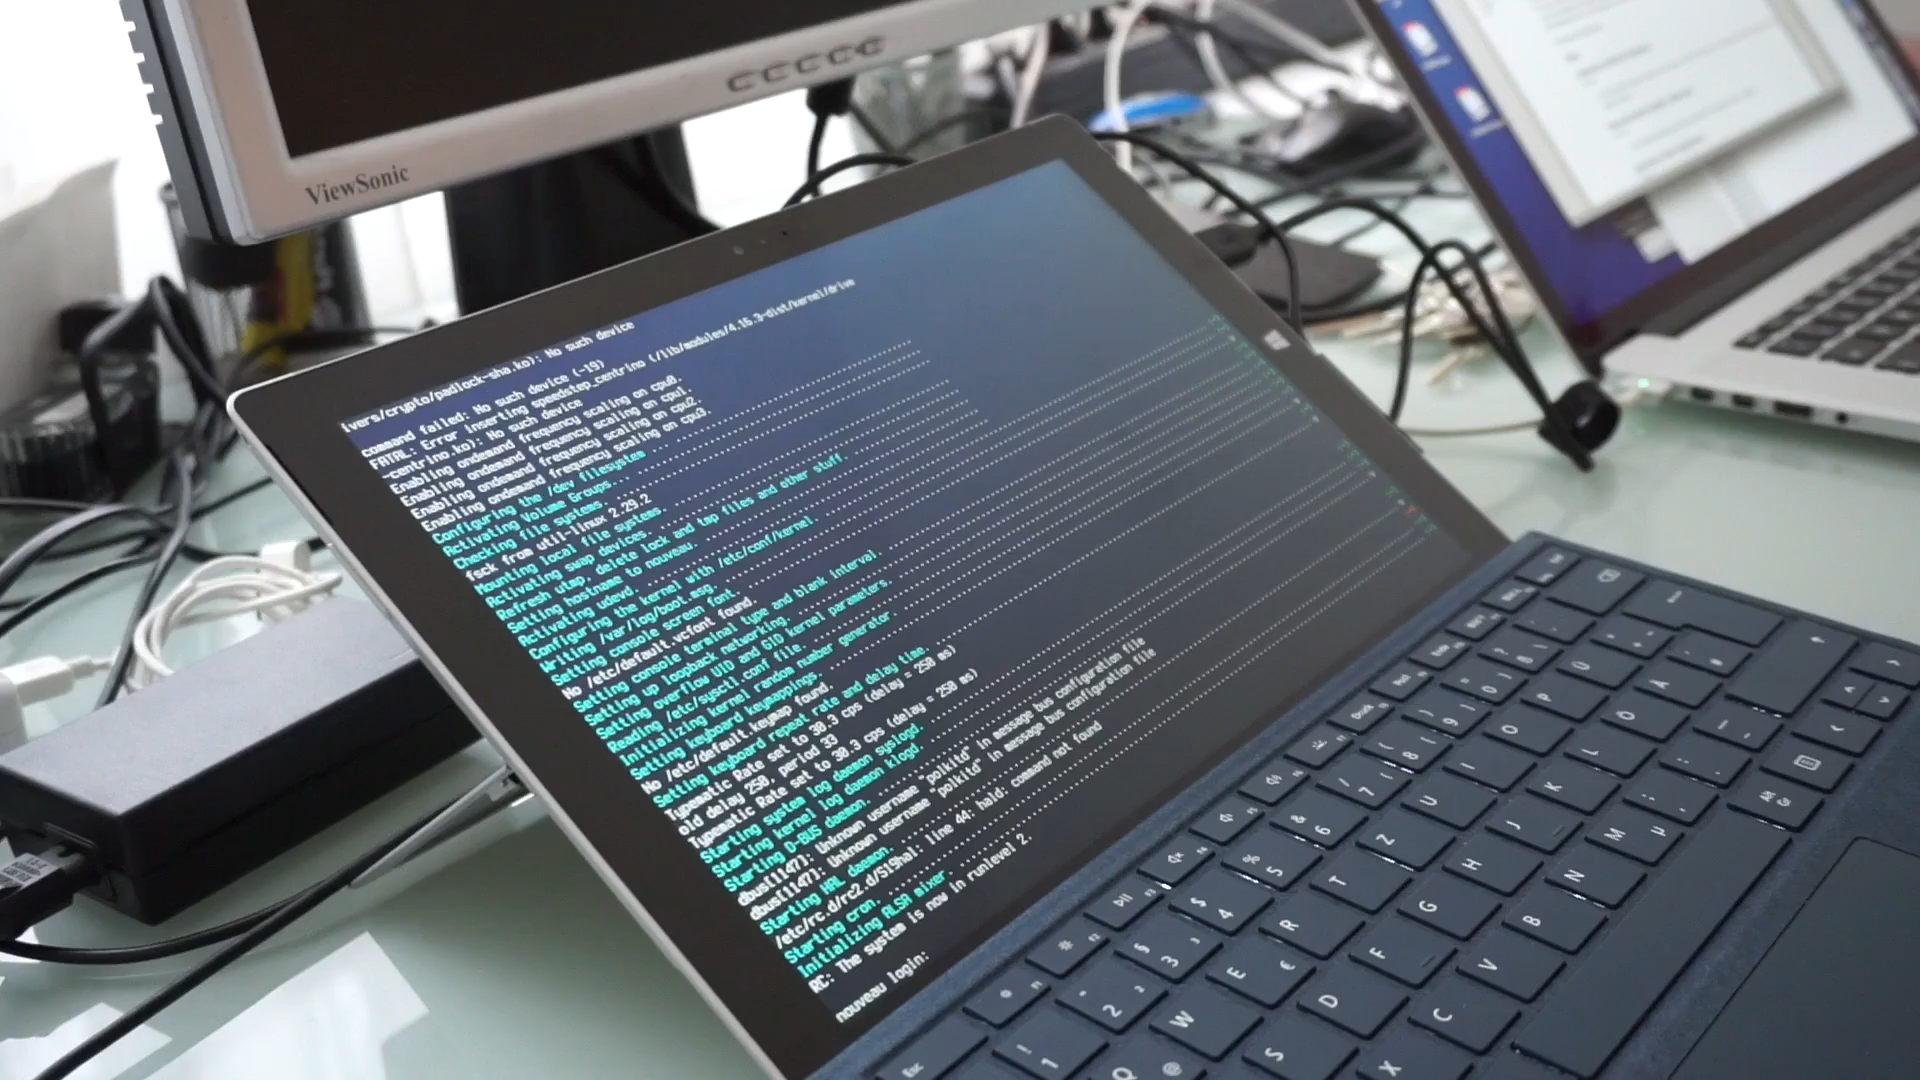 ViewSonic
ivers/crypto/padlock-sha.ko): No such device
command failed: No such device (-19)
FATAL: Error inserting speedstep_centrino (/lib/modules/4.16.3-dist/kernel/drive
-centrino.ko): No such device
Enabling ondemand frequency scaling on cpu0.
Enabling ondemand frequency scaling on cpu1.
Enabling ondemand frequency scaling on cpu2.
Enabling ondemand frequency scaling on cpu3.
Configuring the /dev filesystem
Activating Volume Groups
Checking file systems.
fsck from util-linux 2.29.2
Mounting local file systems.
Activating swap devices.
Refresh utmp, delete lock and tmp files and other stuff.
Setting hostname to nouveau.
Activating udevd.
Configuring the kernel with /etc/conf/kernel
Writing /var/log/boot.msg.
Setting console screen font.
No /etc/default.vcfont found.
Setting console terminal type and blank interval.
Setting up loopback networking.
Setting overflow UID and GID kernel parameters.
Reading /etc/sysctl.conf file.
Initializing kernel random number generator.
Setting keyboard keymappings.
No /etc/default.keymap found.
Setting keyboard repeat rate and delay time.
Typematic Rate set to 30.3 cps (delay = 250 ms)
old delay 250, period 33
Typematic Rate set to 30.3 cps (delay = 250 ms)
Starting system log daemon syslogd.
Starting kernel log daemon klogd.
Starting D-BUS daemon.
dbus[1147]: Unknown username "polkitd" in message bus configuration file
dbus[1147]: Unknown username "polkitd" in message bus configuration file
Starting HAL daemon.
/etc/rc.d/rc2.d/S15hal: line 44: hald: command not found
Starting cron.
Initializing ALSA mixer
RC: The system is now in runlevel 2.
nouveau login: